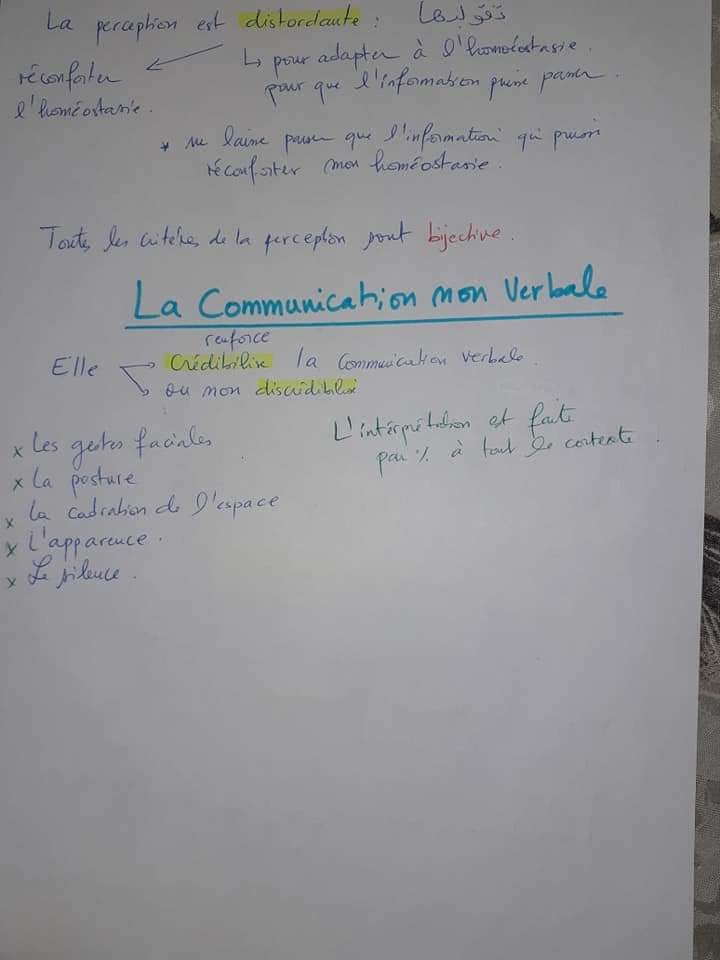 La perception est distordante : تقولبها
↳ pour adapter à l'homéostasie.
réconforter
pour que l'information puisse passer.
l'homéostasie.
* ne laisse passer que l'information qui puisse
réconforter mon homéostasie.
Toutes les critères de la perception sont bijective.
La Communication non Verbale
renforce
Elle → Crédibilise la communication verbale.
↘ ou non discrédibilise
L'intérprétation est faite
par % à tout le contexte.
x Les gestes faciales
x La posture
x La cadration de l'espace
x L'apparence.
x Le silence.